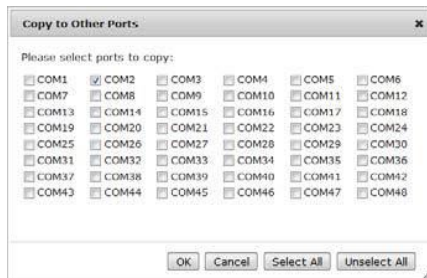 Copy to Other Ports
Please select ports to copy:
COM1 COM2 COM3 COM4 COM5 COM6
COM7 COM8 COM9 COM10 COM11 COM12
COM13 COM14 COM15 COM16 COM17 COM18
COM19 COM20 COM21 COM22 COM23 COM24
COM25 COM26 COM27 COM28 COM29 COM30
COM31 COM32 COM33 COM34 COM35 COM36
COM37 COM38 COM39 COM40 COM41 COM42
COM43 COM44 COM45 COM46 COM47 COM48
OK Cancel Select All Unselect All